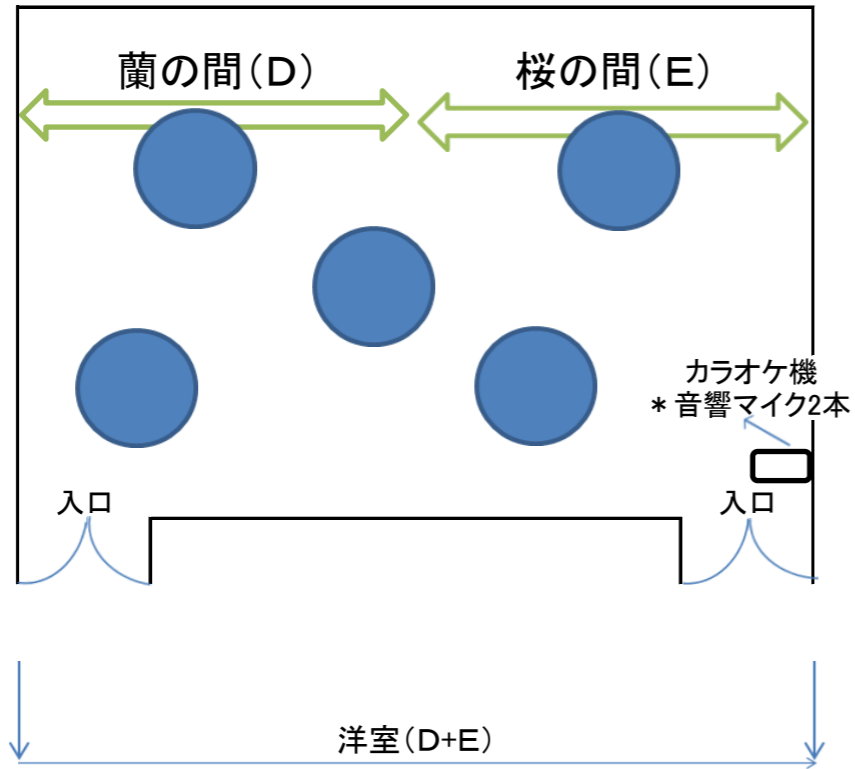 蘭の間（D）
桜の間（E）
カラオケ機
＊音響マイク2本
入口
入口
洋室（D+E）